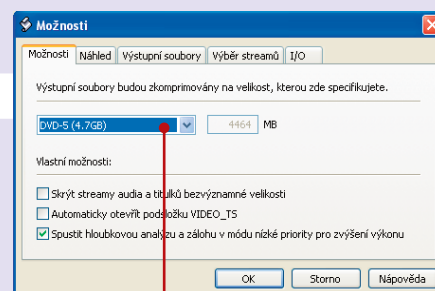 Možnosti
Možnosti Náhled Výstupní soubory Výběr streamů I/O
Výstupní soubory budou zkomprimovány na velikost, kterou zde specifikujete.
DVD-5 (4.7GB) 4464 MB
Vlastní možnosti:
Skrýt streamy audia a titulků bezvýznamné velikosti
Automaticky otevřít podsložku VIDEO_TS
Spustit hloubkovou analýzu a zálohu v módu nízké priority pro zvýšení výkonu
OK Storno Nápověda